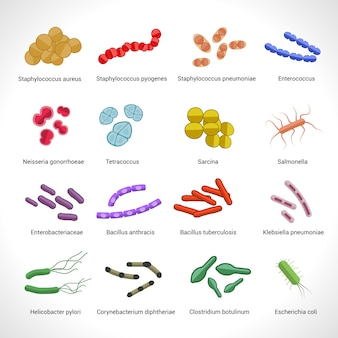 Staphylococcus aureus
Staphylococcus pyogenes
Staphylococcus pneumoniae
Enterococcus
Neisseria gonorrhoeae
Tetracoccus
Sarcina
Salmonella
Enterobacteriaceae
Bacillus anthracis
Bacillus tuberculosis
Klebsiella pneumoniae
Helicobacter pylori
Corynebacterium diphtheriae
Clostridium botulinum
Escherichia coli